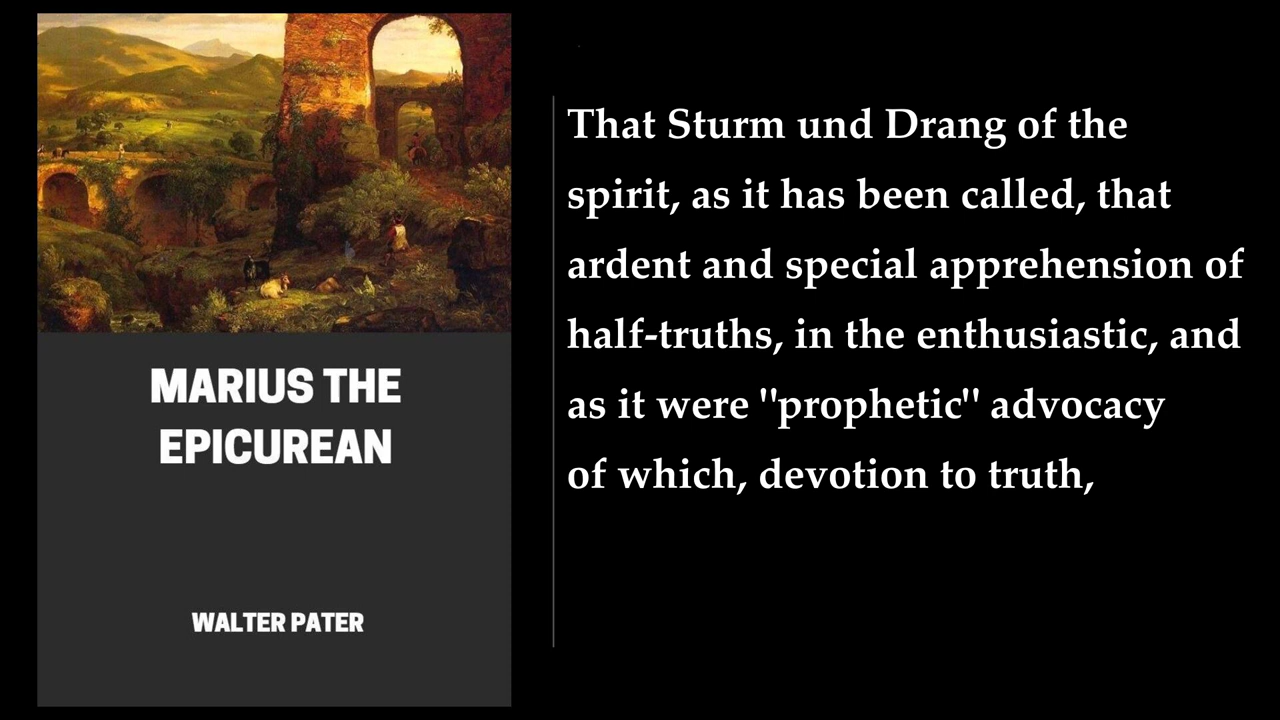 MARIUS THE
EPICUREAN
WALTER PATER
That Sturm und Drang of the
spirit, as it has been called, that
ardent and special apprehension of
half-truths, in the enthusiastic, and
as it were "prophetic" advocacy
of which, devotion to truth,